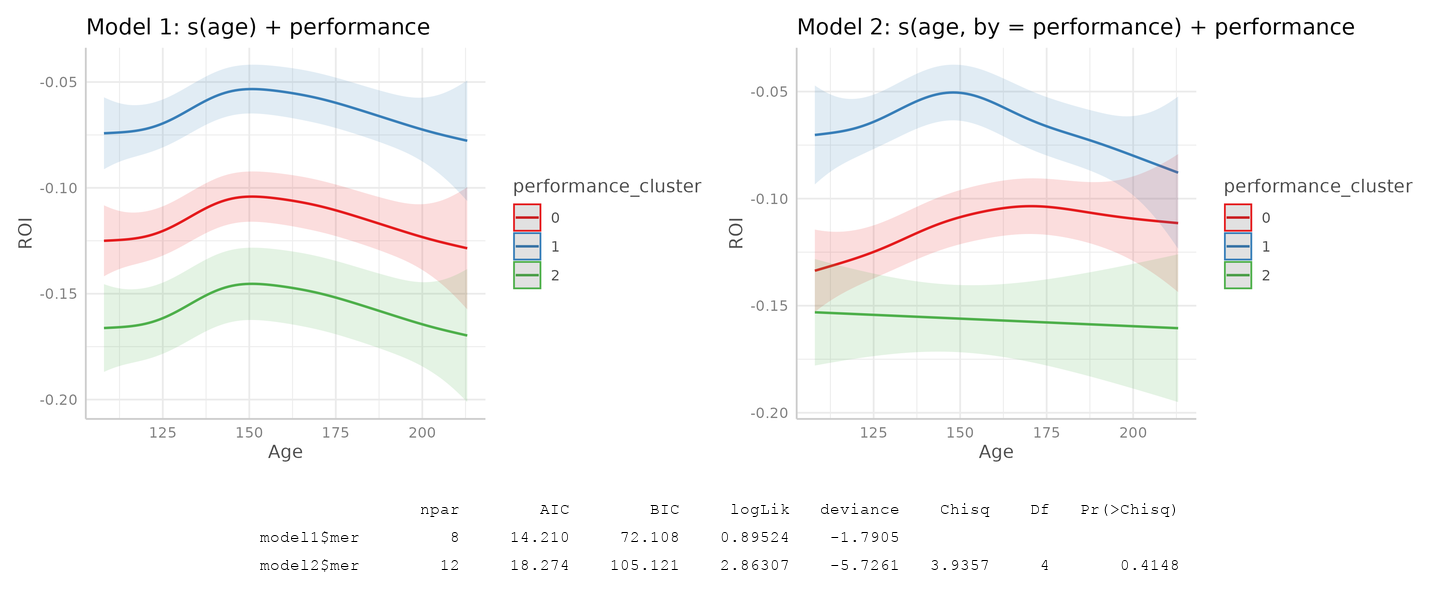 Model 1: s(age) + performance
-0.05
-0.10
-0.15
-0.20
ROI
125 150 175 200
Age
performance_cluster
0
1
2
Model 2: s(age, by = performance) + performance
-0.05
-0.10
-0.15
-0.20
ROI
125 150 175 200
Age
performance_cluster
0
1
2
npar AIC BIC logLik deviance Chisq Df Pr(>Chisq)
model1$mer 8 14.210 72.108 0.89524 -1.7905
model2$mer 12 18.274 105.121 2.86307 -5.7261 3.9357 4 0.4148